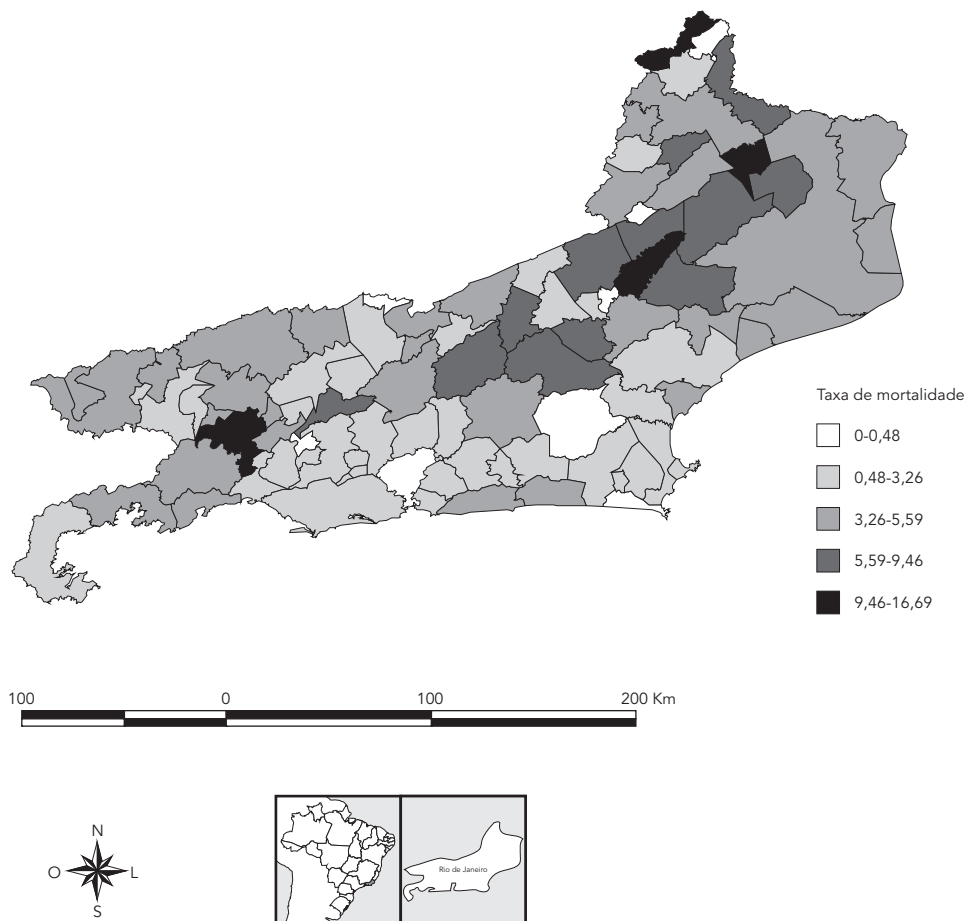 Taxa de mortalidade
0-0,48
0,48-3,26
3,26-5,59
5,59-9,46
9,46-16,69
100 0 100 200 Km
N
O L
S
Rio de Janeiro